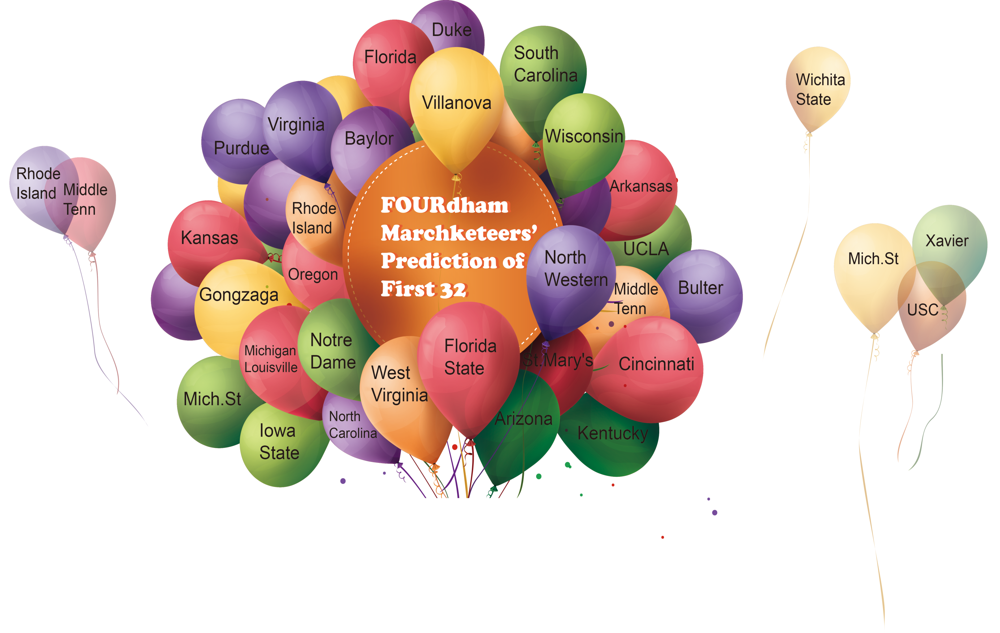 Duke
Florida
South
Carolina
Villanova
Wichita
State
Virginia
Purdue
Baylor
Wisconsin
Rhode
Island
Middle
Tenn
Arkansas
Rhode
Island
FOURdham
Marchketeers’
Prediction of
First 32
Kansas
Oregon
Gongzaga
North
Western
UCLA
Middle
Tenn
Bulter
Mich.St
Xavier
USC
Michigan
Louisville
Notre
Dame
West
Virginia
Florida
State
St.Mary's
Cincinnati
Mich.St
Iowa
State
North
Carolina
Arizona
Kentucky